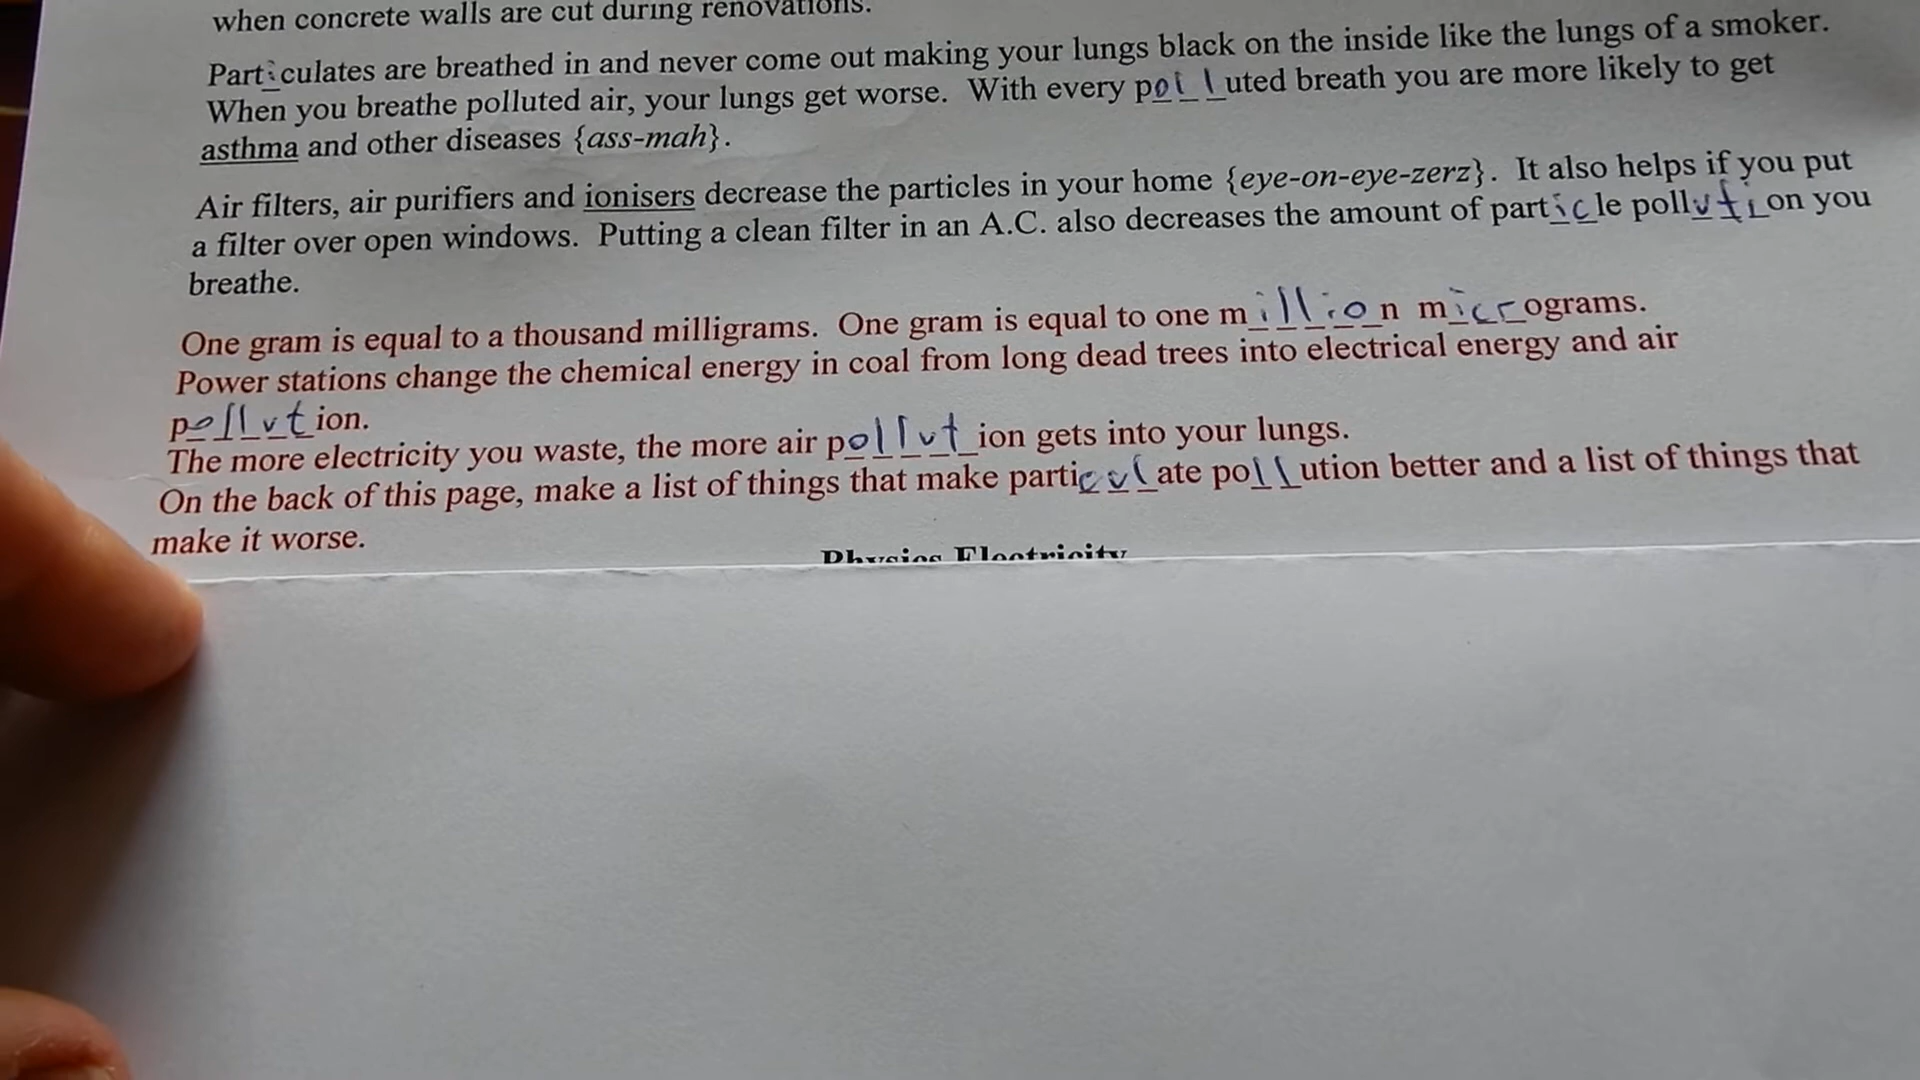 when concrete walls are cut during renovations.
Particulates are breathed in and never come out making your lungs black on the inside like the lungs of a smoker.
When you breathe polluted air, your lungs get worse. With every polluted breath you are more likely to get
asthma and other diseases {ass-mah}.
Air filters, air purifiers and ionisers decrease the particles in your home {eye-on-eye-zerz}. It also helps if you put
a filter over open windows. Putting a clean filter in an A.C. also decreases the amount of particle pollution you
breathe.
One gram is equal to a thousand milligrams. One gram is equal to one million micrograms.
Power stations change the chemical energy in coal from long dead trees into electrical energy and air
pollution.
The more electricity you waste, the more air pollution gets into your lungs.
On the back of this page, make a list of things that make particulate pollution better and a list of things that
make it worse.
Physics Electricity